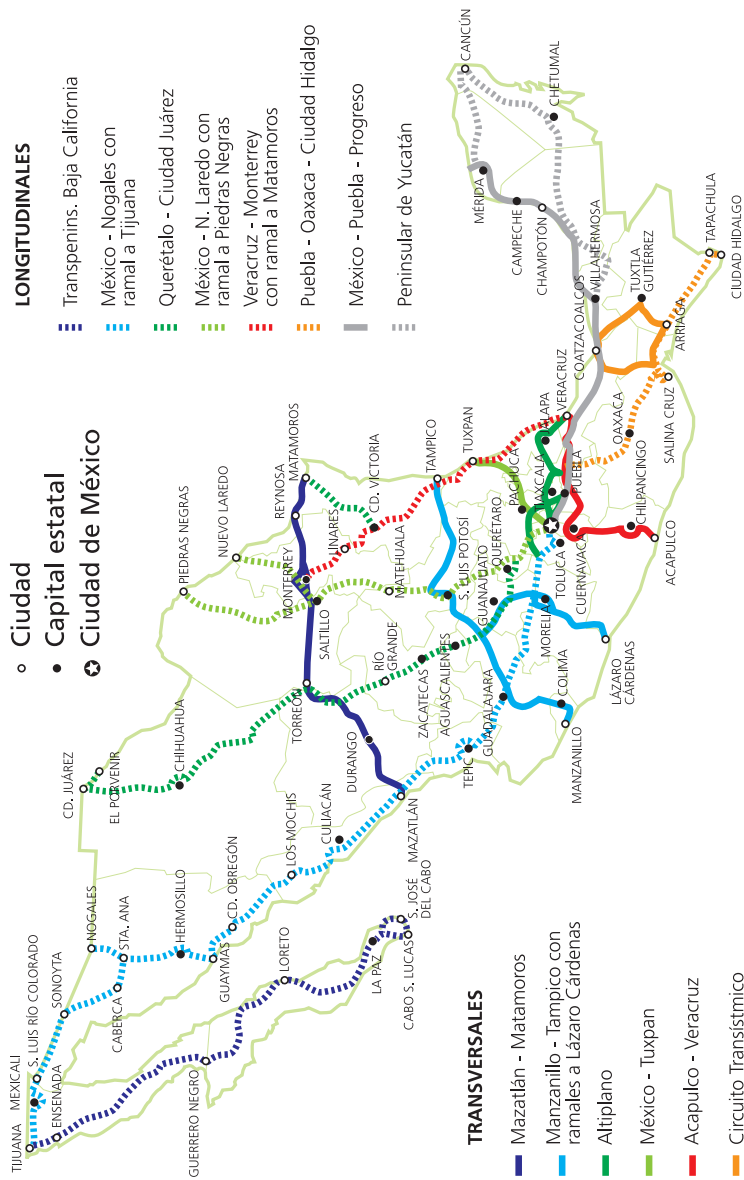 ○ Ciudad
● Capital estatal
✪ Ciudad de México
LONGITUDINALES
Transpenins. Baja California
México - Nogales con
ramal a Tijuana
Querétalo - Ciudad Juárez
México - N. Laredo con
ramal a Piedras Negras
Veracruz - Monterrey
con ramal a Matamoros
Puebla - Oaxaca - Ciudad Hidalgo
México - Puebla - Progreso
Peninsular de Yucatán
TIJUANA
MEXICALI
S. LUIS RÍO COLORADO
ENSENADA
SONOYTA
NOGALES
CABERCA
STA. ANA
HERMOSILLO
GUAYMAS
CD. OBREGÓN
LOS MOCHIS
CULIACÁN
GUERRERO NEGRO
LORETO
LA PAZ
CABO S. LUCAS
S. JOSÉ
DEL CABO
MAZATLÁN
CD. JUÁREZ
EL PORVENIR
CHIHUAHUA
TORREÓN
DURANGO
RÍO
GRANDE
ZACATECAS
AGUASCALIENTES
TEPIC
GUADALAJARA
COLIMA
MANZANILLO
PIEDRAS NEGRAS
NUEVO LAREDO
REYNOSA
MATAMOROS
MONTERREY
SALTILLO
LINARES
CD. VICTORIA
MATEHUALA
TAMPICO
TUXPAN
S. LUIS POTOSÍ
GUANAJUATO
QUERÉTARO
PACHUCA
TLAXCALA
JALAPA
VERACRUZ
PUEBLA
MORELIA
TOLUCA
CUERNAVACA
CHILPANCINGO
LÁZARO
CÁRDENAS
ACAPULCO
OAXACA
SALINA CRUZ
COATZACOALCOS
VILLAHERMOSA
TUXTLA
GUTIÉRREZ
ARRIAGA
TAPACHULA
CIUDAD HIDALGO
CHAMPOTÓN
CAMPECHE
MÉRIDA
CANCÚN
CHETUMAL
TRANSVERSALES
Mazatlán - Matamoros
Manzanillo - Tampico con
ramales a Lázaro Cárdenas
Altiplano
México - Tuxpan
Acapulco - Veracruz
Circuito Transístmico